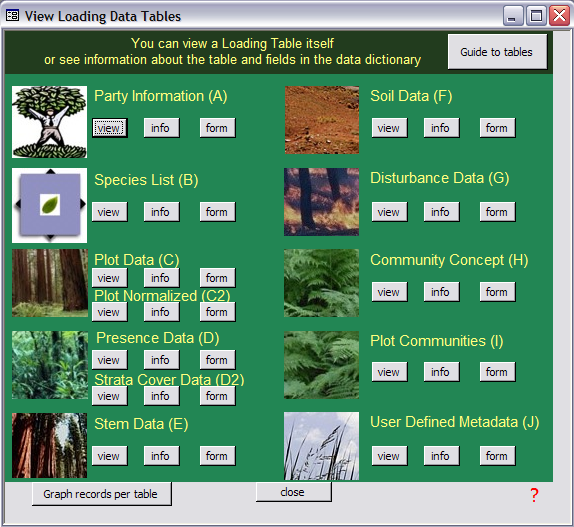 View Loading Data Tables
You can view a Loading Table itself
or see information about the table and fields in the data dictionary
Guide to tables
Party Information (A)
view info form
Species List (B)
view info form
Plot Data (C)
view info form
Plot Normalized (C2)
view info form
Presence Data (D)
view info form
Strata Cover Data (D2)
view info form
Stem Data (E)
view info form
Soil Data (F)
view info form
Disturbance Data (G)
view info form
Community Concept (H)
view info form
Plot Communities (I)
view info form
User Defined Metadata (J)
view info form
Graph records per table
close
?